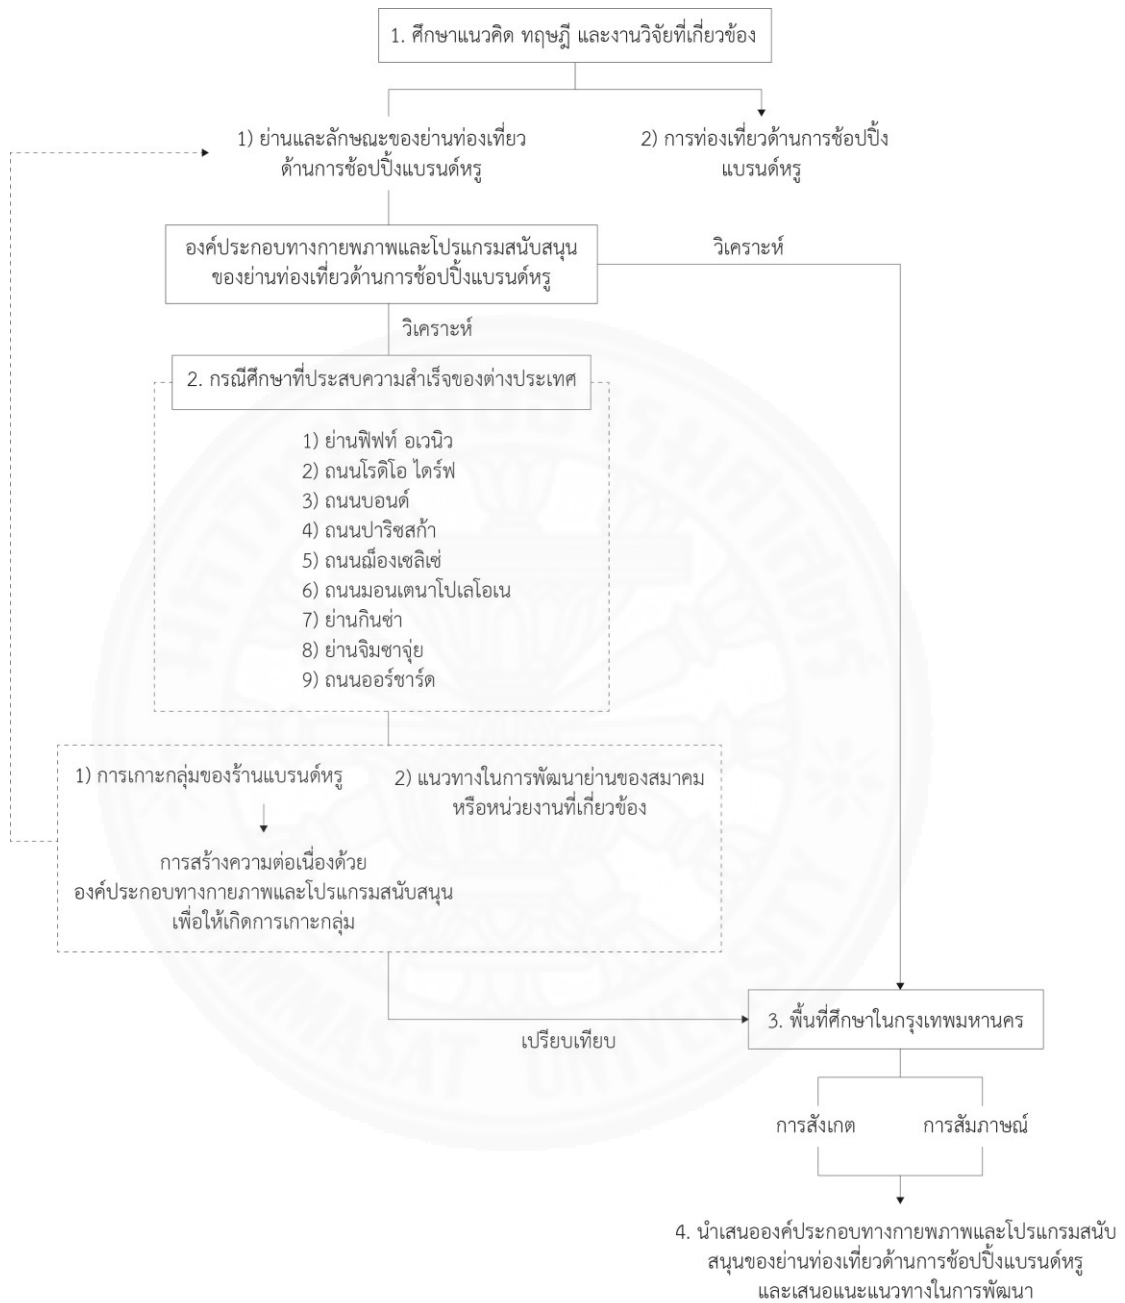 1. ศึกษาแนวคิด ทฤษฎี และงานวิจัยที่เกี่ยวข้อง
1) ย่านและลักษณะของย่านท่องเที่ยว
ด้านการช้อปปิ้งแบรนด์หรู
2) การท่องเที่ยวด้านการช้อปปิ้ง
แบรนด์หรู
องค์ประกอบทางกายพภาพและโปรแกรมสนับสนุน
ของย่านท่องเที่ยวด้านการช้อปปิ้งแบรนด์หรู
วิเคราะห์
วิเคราะห์
2. กรณีศึกษาที่ประสบความสำเร็จของต่างประเทศ
1) ย่านฟิฟท์ อเวนิว
2) ถนนโรดิโอ ไดร์ฟ
3) ถนนบอนด์
4) ถนนปาริซสก้า
5) ถนนฌ็องเซลิเซ่
6) ถนนมอนเตนาโปเลโอเน
7) ย่านกินซ่า
8) ย่านจิมซาจุ่ย
9) ถนนออร์ชาร์ด
1) การเกาะกลุ่มของร้านแบรนด์หรู
2) แนวทางในการพัฒนาย่านของสมาคม
หรือหน่วยงานที่เกี่ยวข้อง
การสร้างความต่อเนื่องด้วย
องค์ประกอบทางกายภาพและโปรแกรมสนับสนุน
เพื่อให้เกิดการเกาะกลุ่ม
3. พื้นที่ศึกษาในกรุงเทพมหานคร
เปรียบเทียบ
การสังเกต
การสัมภาษณ์
4. นำเสนอองค์ประกอบทางกายพภาพและโปรแกรมสนับ
สนุนของย่านท่องเที่ยวด้านการช้อปปิ้งแบรนด์หรู
และเสนอแนะแนวทางในการพัฒนา
มหาวิทยาลัยธรรมศาสตร์
THAMMASAT UNIVERSITY